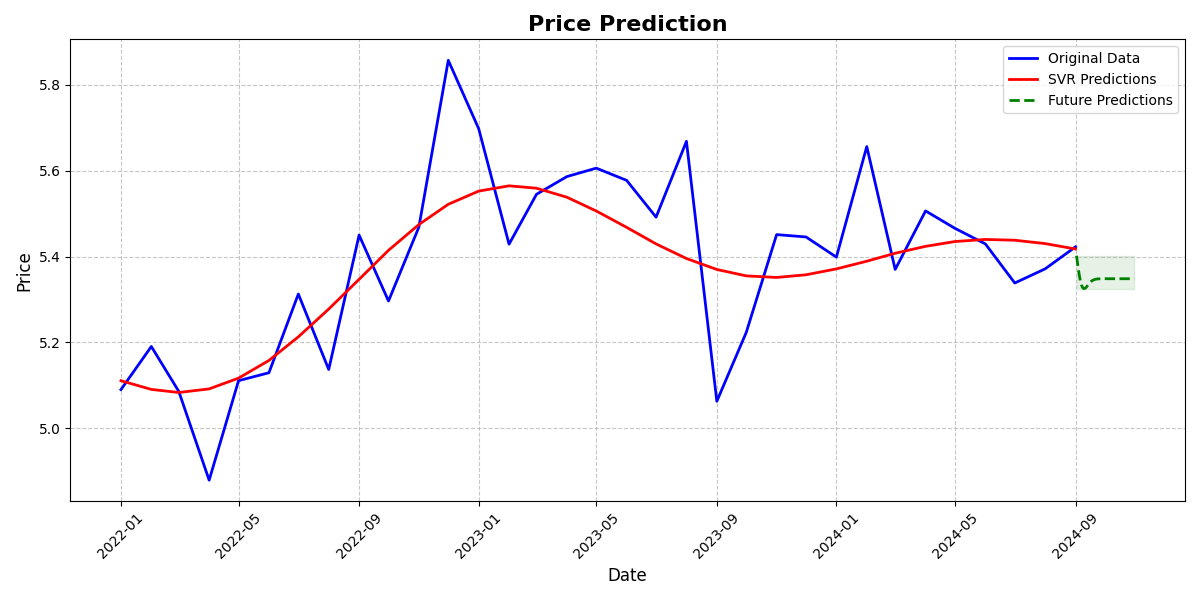 Price Prediction
Original Data
SVR Predictions
Future Predictions
Price
5.8
5.6
5.4
5.2
5.0
2022-01
2022-05
2022-09
2023-01
2023-05
2023-09
2024-01
2024-05
2024-09
Date